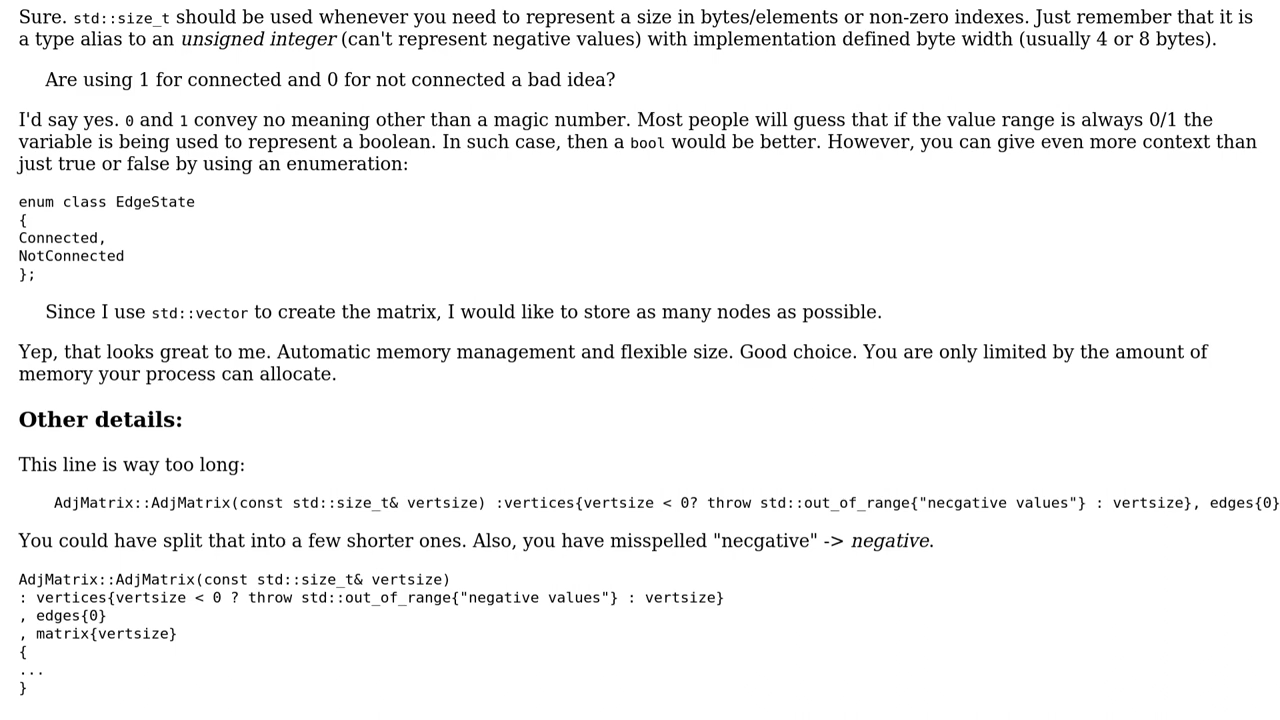 Sure. std::size_t should be used whenever you need to represent a size in bytes/elements or non-zero indexes. Just remember that it is
a type alias to an unsigned integer (can't represent negative values) with implementation defined byte width (usually 4 or 8 bytes).
Are using 1 for connected and 0 for not connected a bad idea?
I'd say yes. 0 and 1 convey no meaning other than a magic number. Most people will guess that if the value range is always 0/1 the
variable is being used to represent a boolean. In such case, then a bool would be better. However, you can give even more context than
just true or false by using an enumeration:
enum class EdgeState
{
Connected,
NotConnected
};
Since I use std::vector to create the matrix, I would like to store as many nodes as possible.
Yep, that looks great to me. Automatic memory management and flexible size. Good choice. You are only limited by the amount of
memory your process can allocate.
Other details:
This line is way too long:
AdjMatrix::AdjMatrix(const std::size_t& vertsize) :vertices{vertsize < 0? throw std::out_of_range{"necgative values"} : vertsize}, edges{0}
You could have split that into a few shorter ones. Also, you have misspelled "necgative" -> negative.
AdjMatrix::AdjMatrix(const std::size_t& vertsize)
: vertices{vertsize < 0 ? throw std::out_of_range{"negative values"} : vertsize}
, edges{0}
, matrix{vertsize}
{
...
}